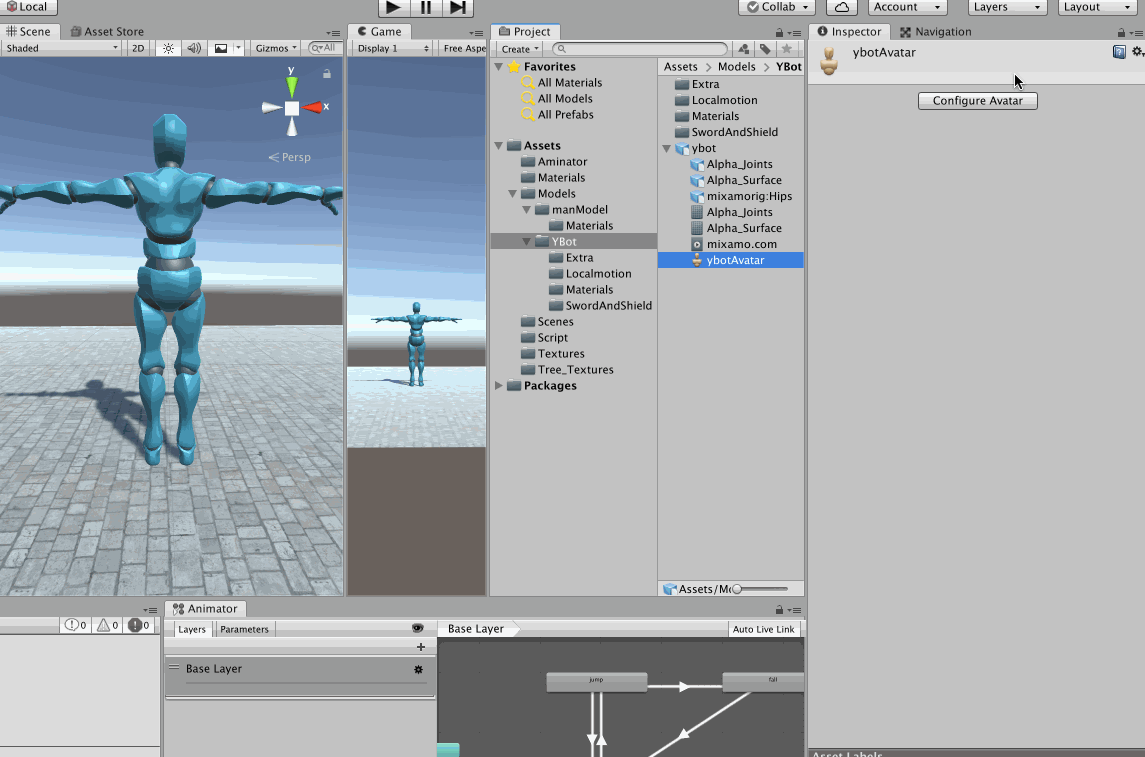 Local
Collab
Account
Layers
Layout
Scene
Asset Store
Shaded
2D
Gizmos
All
y
x
Persp
Game
Display 1
Free Aspe
Project
Create
Favorites
All Materials
All Models
All Prefabs
Assets
Aminator
Materials
Models
manModel
Materials
YBot
Extra
Localmotion
Materials
SwordAndShield
Scenes
Script
Textures
Tree_Textures
Packages
Assets Models YBot
Extra
Localmotion
Materials
SwordAndShield
ybot
Alpha_Joints
Alpha_Surface
mixamorig:Hips
Alpha_Joints
Alpha_Surface
mixamo.com
ybotAvatar
Assets/Mo
Inspector
Navigation
ybotAvatar
Configure Avatar
0 0 0
Animator
Layers
Parameters
Base Layer
Auto Live Link
Base Layer
jump
fall
Asset Labels